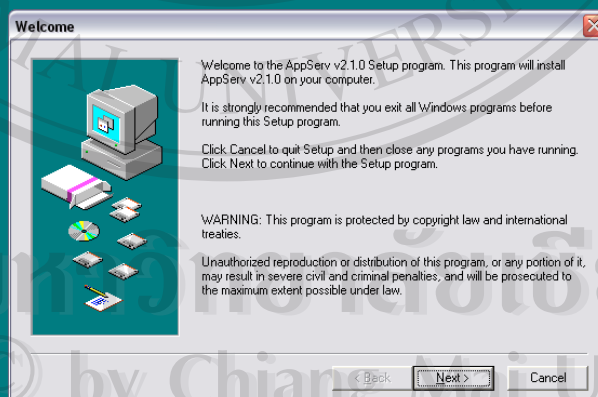 Welcome
Welcome to the AppServ v2.1.0 Setup program. This program will install
AppServ v2.1.0 on your computer.
It is strongly recommended that you exit all Windows programs before
running this Setup program.
Click Cancel to quit Setup and then close any programs you have running.
Click Next to continue with the Setup program.
WARNING: This program is protected by copyright law and international
treaties.
Unauthorized reproduction or distribution of this program, or any portion of it,
may result in severe civil and criminal penalties, and will be prosecuted to
the maximum extent possible under law.
© by Chiang Mai U
< Back Next > Cancel